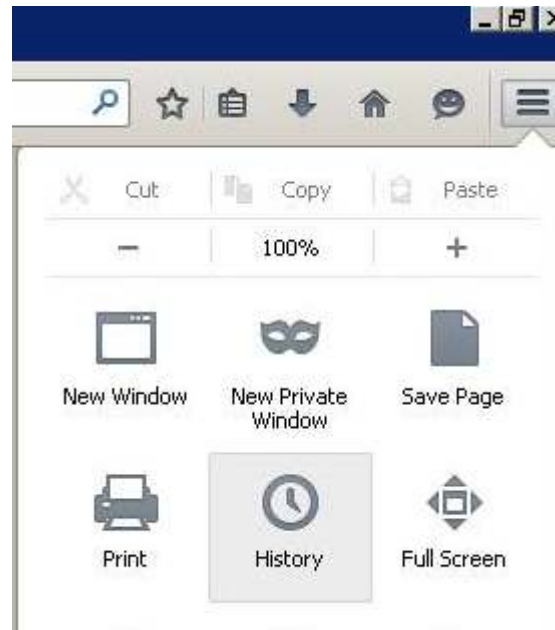 Cut Copy Paste
− 100% +
New Window New Private Window Save Page
Print History Full Screen